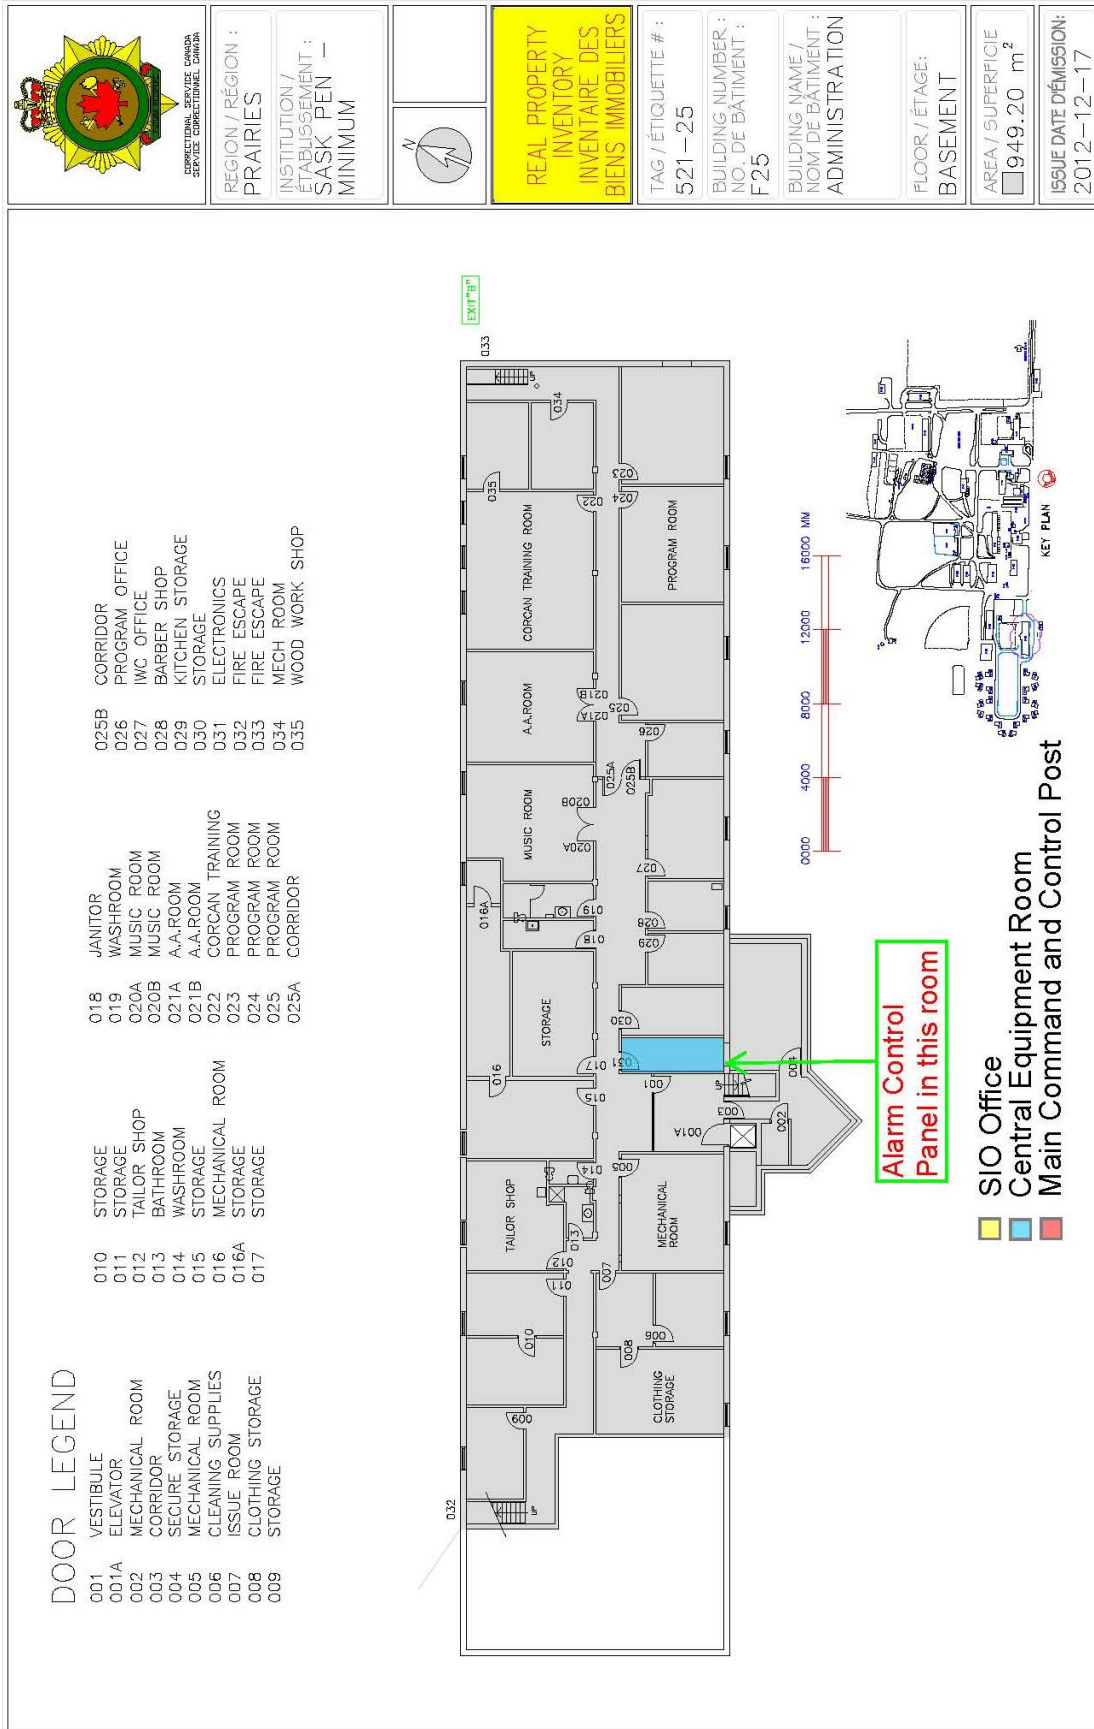 DOOR LEGEND
001 VESTIBULE
001A ELEVATOR
002 MECHANICAL ROOM
003 CORRIDOR
004 SECURE STORAGE
005 MECHANICAL ROOM
006 CLEANING SUPPLIES
007 ISSUE ROOM
008 CLOTHING STORAGE
009 STORAGE
010 STORAGE
011 STORAGE
012 TAILOR SHOP
013 BATHROOM
014 WASHROOM
015 STORAGE
016 MECHANICAL ROOM
016A STORAGE
017 STORAGE
018 JANITOR
019 WASHROOM
020A MUSIC ROOM
020B MUSIC ROOM
021A A.A.ROOM
021B A.A.ROOM
022 CORCAN TRAINING
023 PROGRAM ROOM
024 PROGRAM ROOM
025 PROGRAM ROOM
025A CORRIDOR
025B CORRIDOR
026 PROGRAM OFFICE
027 IWC OFFICE
028 BARBER SHOP
029 KITCHEN STORAGE
030 STORAGE
031 ELECTRONICS
032 FIRE ESCAPE
033 FIRE ESCAPE
034 MECH ROOM
035 WOOD WORK SHOP
032
033
EXIT"B"
UP
009
010
011
012
TAILOR SHOP
013
014
015
016
STORAGE
017
016A
018
019
MUSIC ROOM
020A
020B
A.A.ROOM
021A
021B
CORCAN TRAINING ROOM
022
035
034
UP
CLOTHING
STORAGE
008
006
007
MECHANICAL
ROOM
005
001A
001
003
UP
002
004
031
030
029
028
027
025A
025B
026
025
PROGRAM ROOM
024
023
Alarm Control
Panel in this room
0000 4000 8000 12000 16000 MM
KEY PLAN
SIO Office
Central Equipment Room
Main Command and Control Post
CORRECTIONAL SERVICE CANADA
SERVICE CORRECTIONNEL CANADA
REGION / RÉGION :
PRAIRIES
INSTITUTION /
ÉTABLISSEMENT :
SASK PEN –
MINIMUM
N
REAL PROPERTY
INVENTORY
INVENTAIRE DES
BIENS IMMOBILIERS
TAG / ÉTIQUETTE # :
521–25
BUILDING NUMBER :
NO. DE BÂTIMENT :
F25
BUILDING NAME /
NOM DE BÂTIMENT :
ADMINISTRATION
FLOOR / ÉTAGE:
BASEMENT
AREA / SUPERFICIE
949.20 m²
ISSUE DATE D'ÉMISSION:
2012–12–17